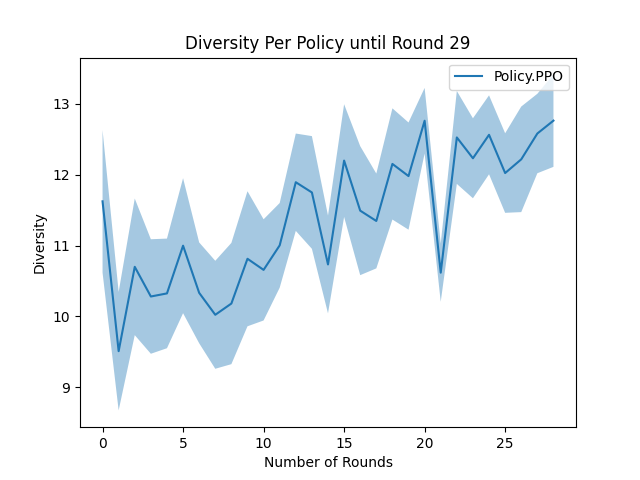 Diversity Per Policy until Round 29
Policy.PPO
13
12
11
10
9
Diversity
0 5 10 15 20 25
Number of Rounds